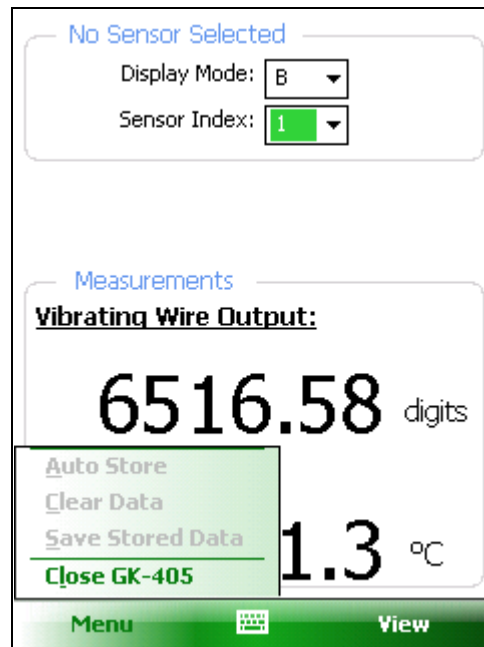 No Sensor Selected
Display Mode: B
Sensor Index: 1
Measurements
Vibrating Wire Output:
6516.58 digits
Auto Store
Clear Data
Save Stored Data
1.3 °C
Close GK-405
Menu View